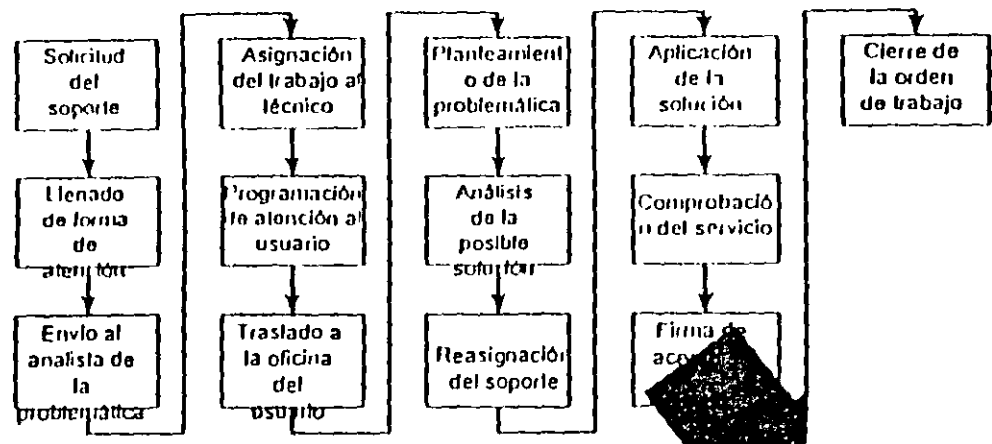 Solicitud
del
soporte
Llenado
de forma
de
atención
Envío al
analista de
la
problemática
Asignación
del trabajo al
técnico
Programación
de atención al
usuario
Traslado a
la oficina
del
usuario
Planteamient
o de la
problemática
Análisis
de la
posible
solución
Reasignación
del soporte
Aplicación
de la
solución
Comprobació
n del servicio
Firma de
Cierre de
la orden
de trabajo